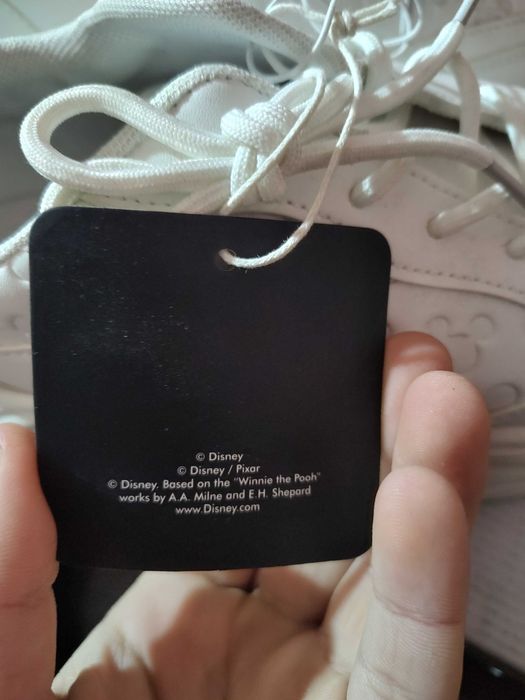 © Disney
© Disney / Pixar
© Disney. Based on the "Winnie the Pooh"
works by A.A. Milne and E.H. Shepard
www.Disney.com